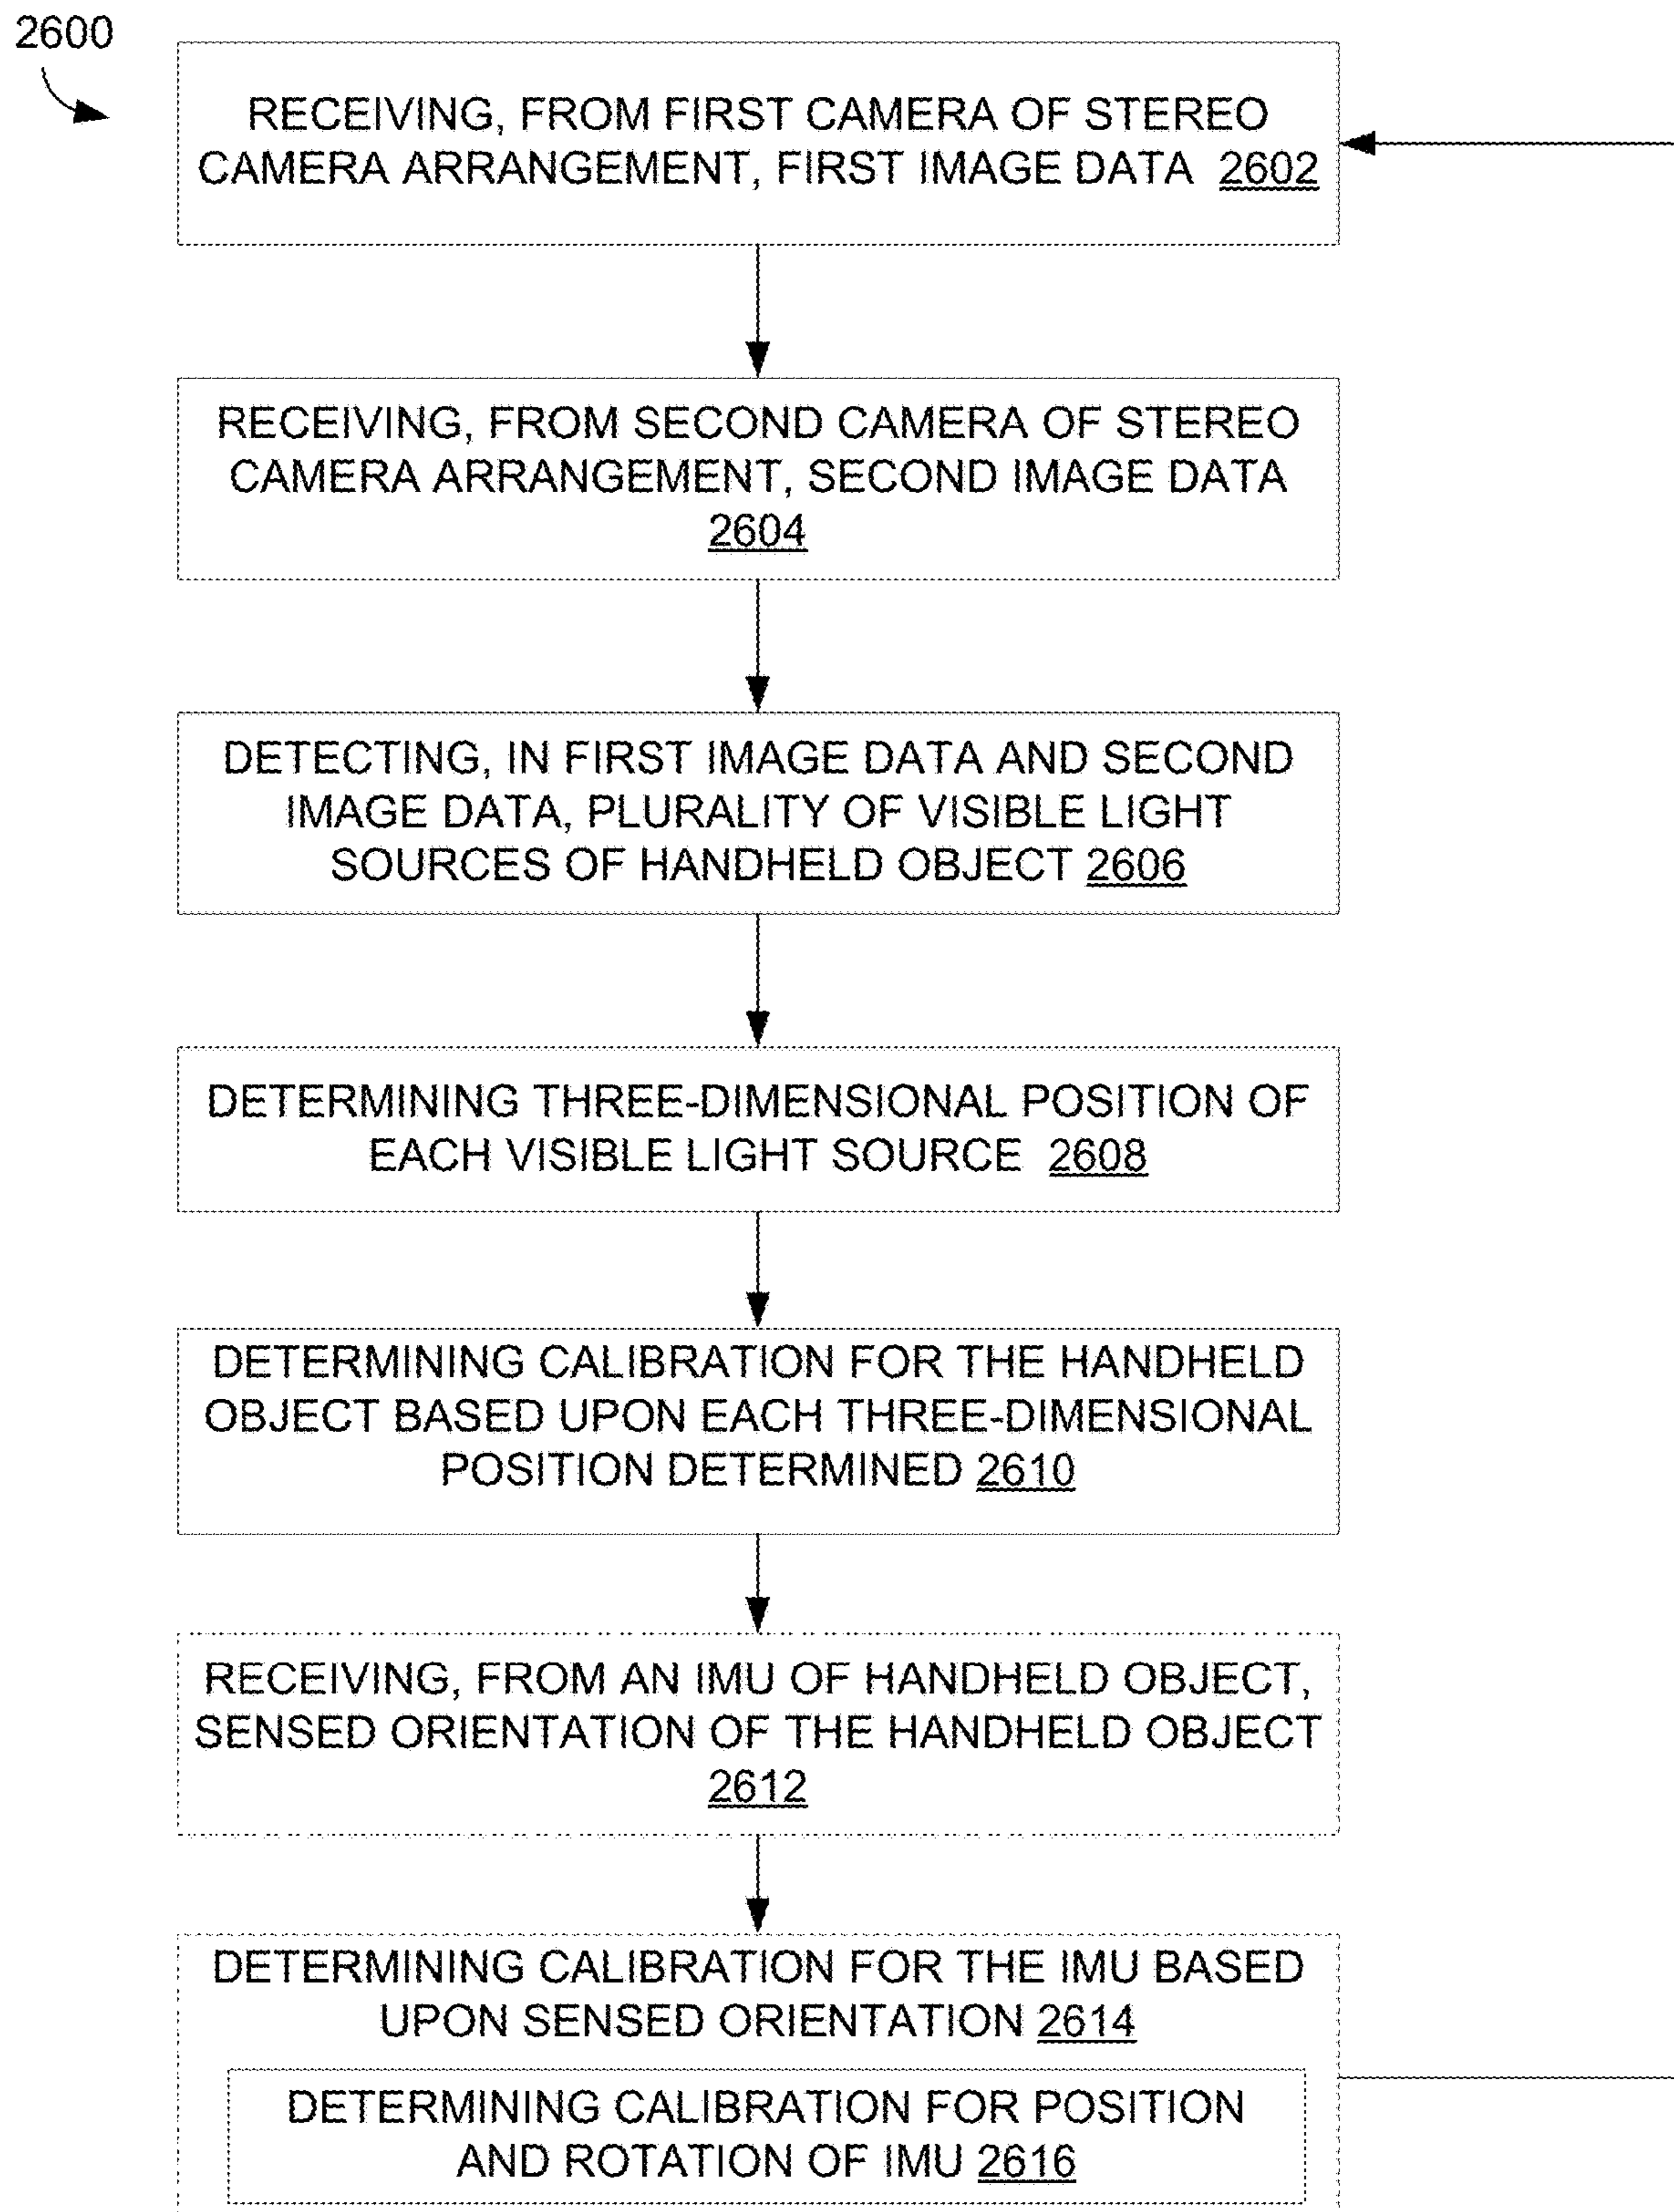 2600
RECEIVING, FROM FIRST CAMERA OF STEREO
CAMERA ARRANGEMENT, FIRST IMAGE DATA 2602
RECEIVING, FROM SECOND CAMERA OF STEREO
CAMERA ARRANGEMENT, SECOND IMAGE DATA
2604
DETECTING, IN FIRST IMAGE DATA AND SECOND
IMAGE DATA, PLURALITY OF VISIBLE LIGHT
SOURCES OF HANDHELD OBJECT 2606
DETERMINING THREE-DIMENSIONAL POSITION OF
EACH VISIBLE LIGHT SOURCE 2608
DETERMINING CALIBRATION FOR THE HANDHELD
OBJECT BASED UPON EACH THREE-DIMENSIONAL
POSITION DETERMINED 2610
RECEIVING, FROM AN IMU OF HANDHELD OBJECT,
SENSED ORIENTATION OF THE HANDHELD OBJECT
2612
DETERMINING CALIBRATION FOR THE IMU BASED
UPON SENSED ORIENTATION 2614
DETERMINING CALIBRATION FOR POSITION
AND ROTATION OF IMU 2616